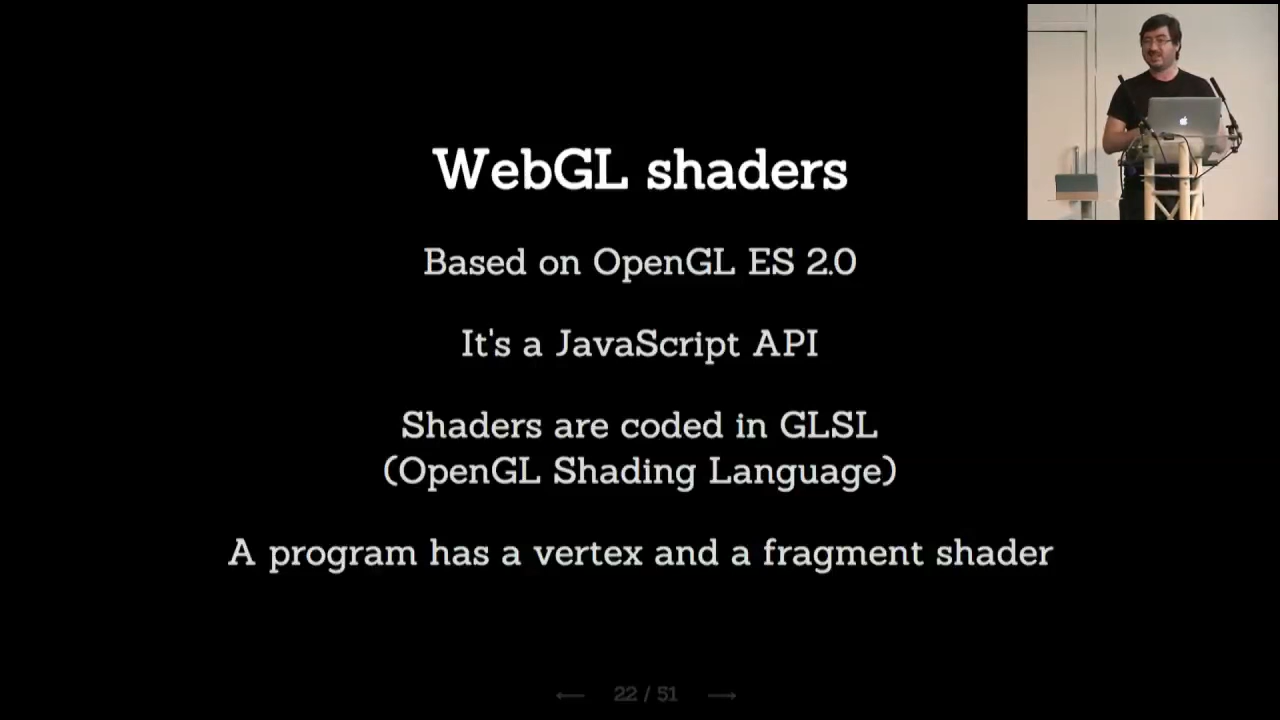 WebGL shaders
Based on OpenGL ES 2.0
It's a JavaScript API
Shaders are coded in GLSL
(OpenGL Shading Language)
A program has a vertex and a fragment shader
← 22 / 51 →